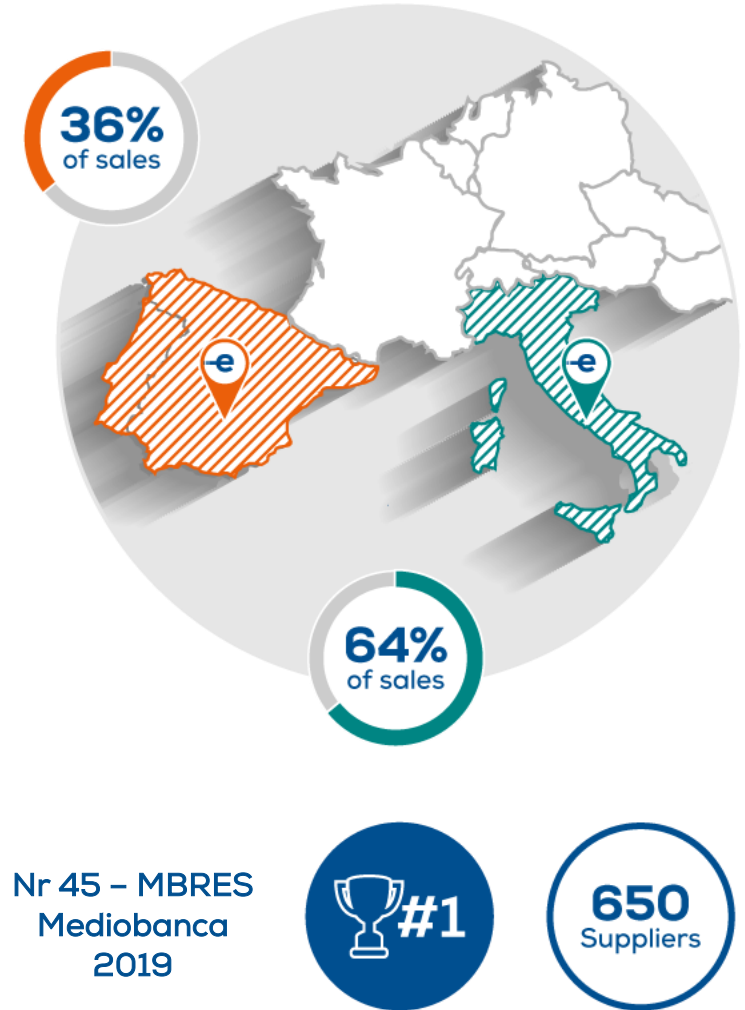 36%
of sales
-e
-e
64%
of sales
Nr 45 – MBRES
Mediobanca
2019
#1
650
Suppliers